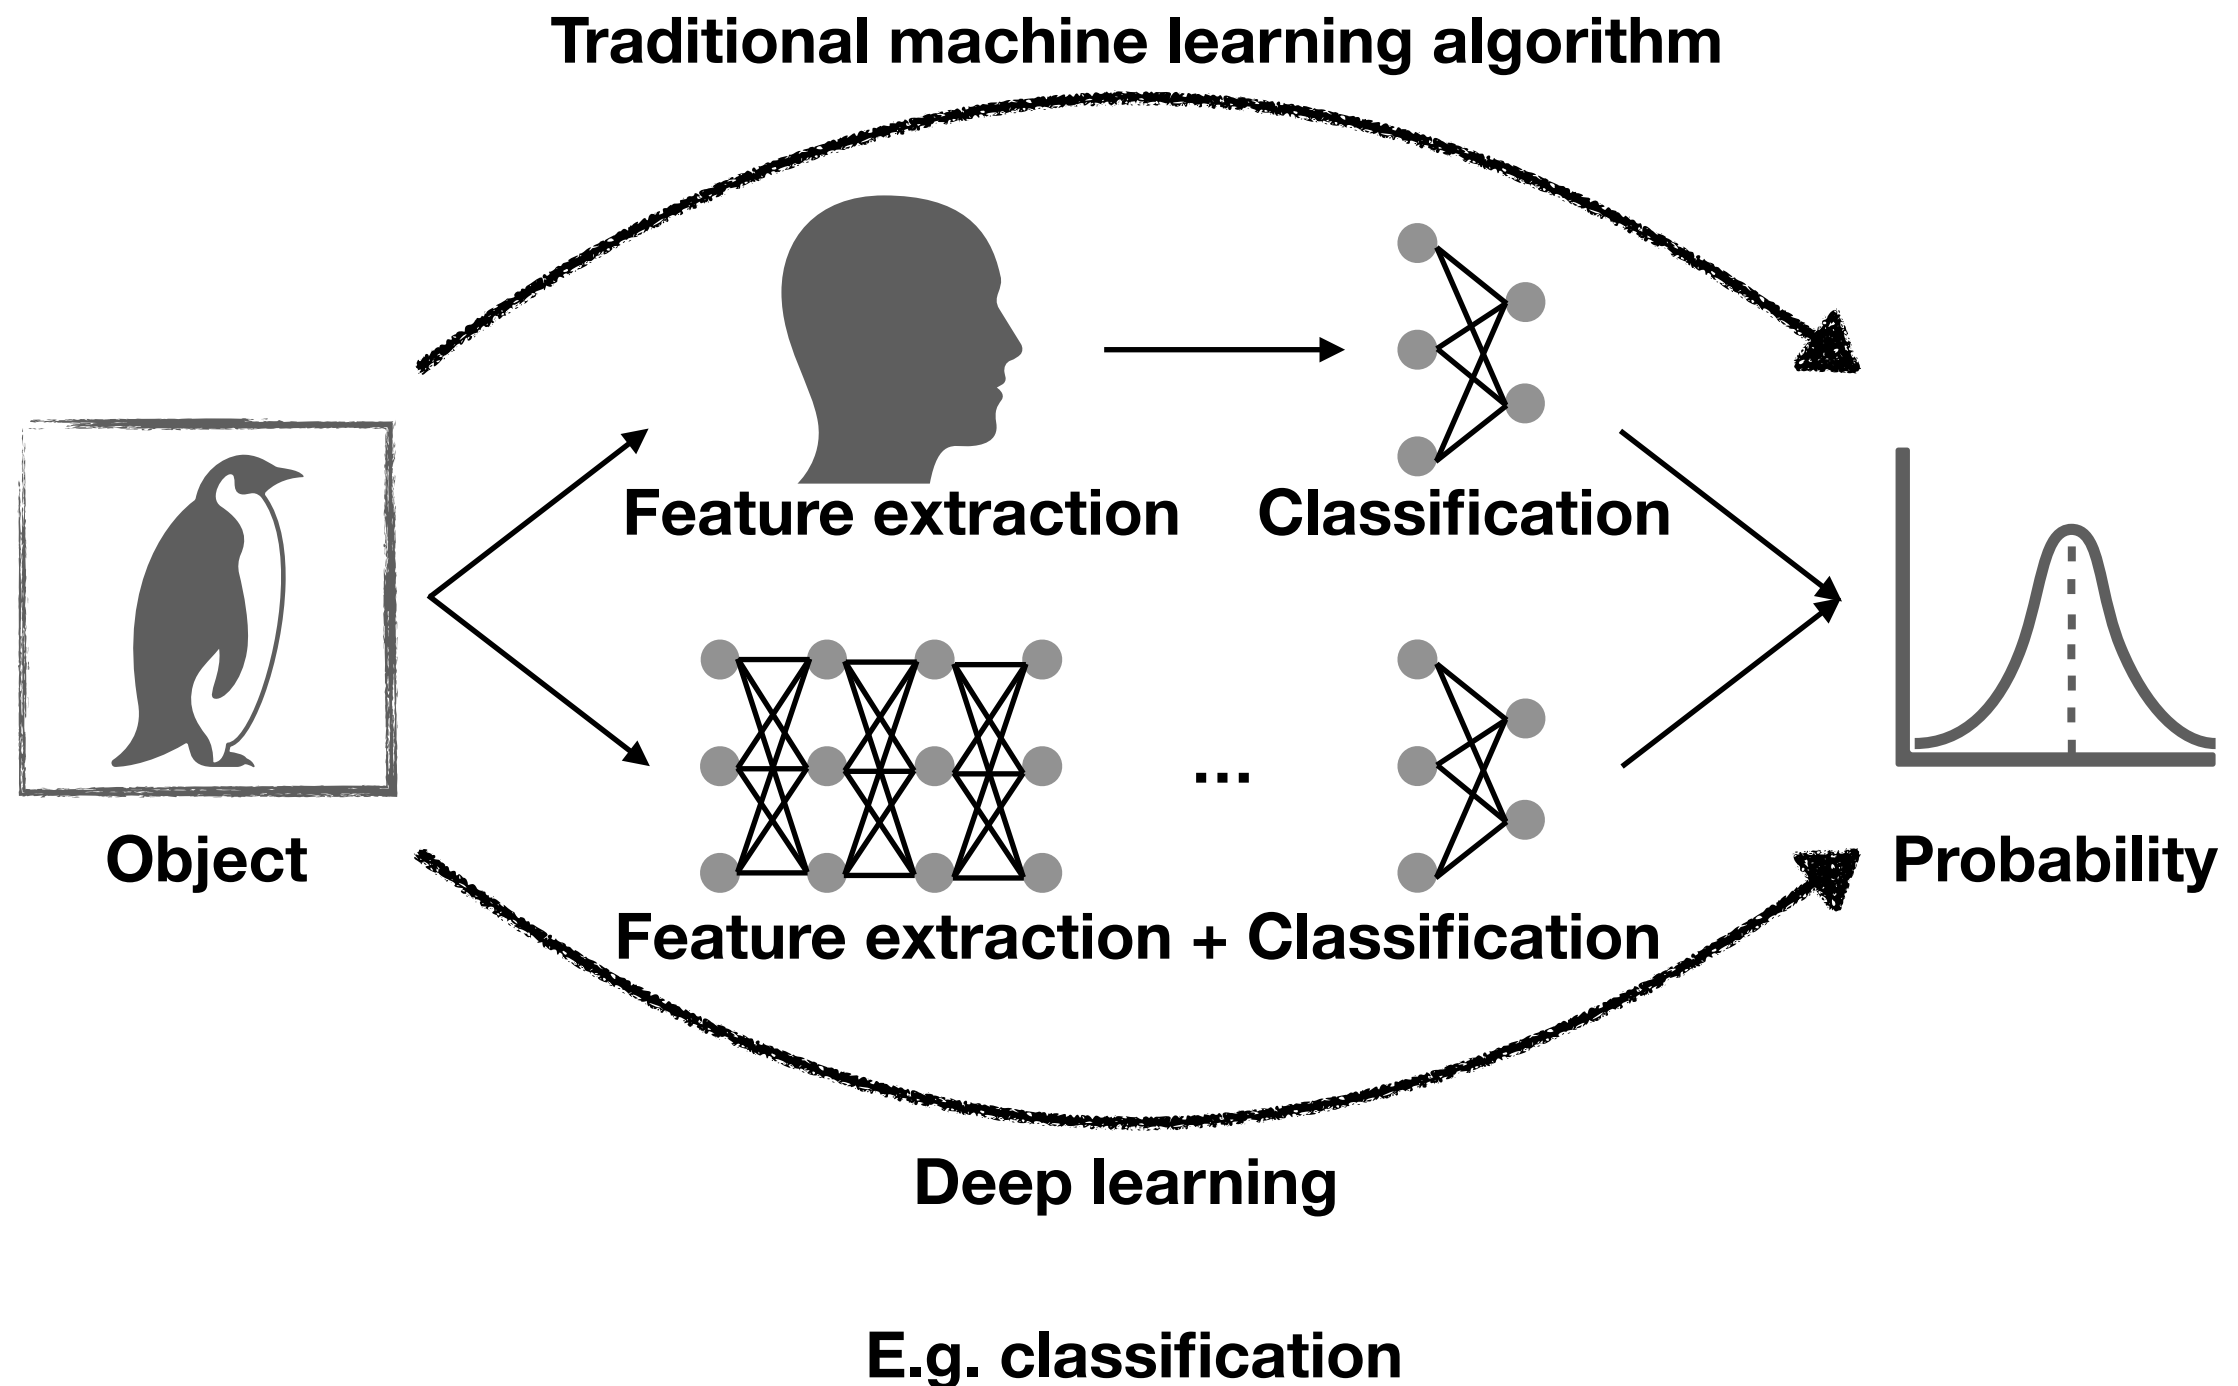 Traditional machine learning algorithm
Feature extraction
Classification
...
Object
Probability
Feature extraction + Classification
Deep learning
E.g. classification